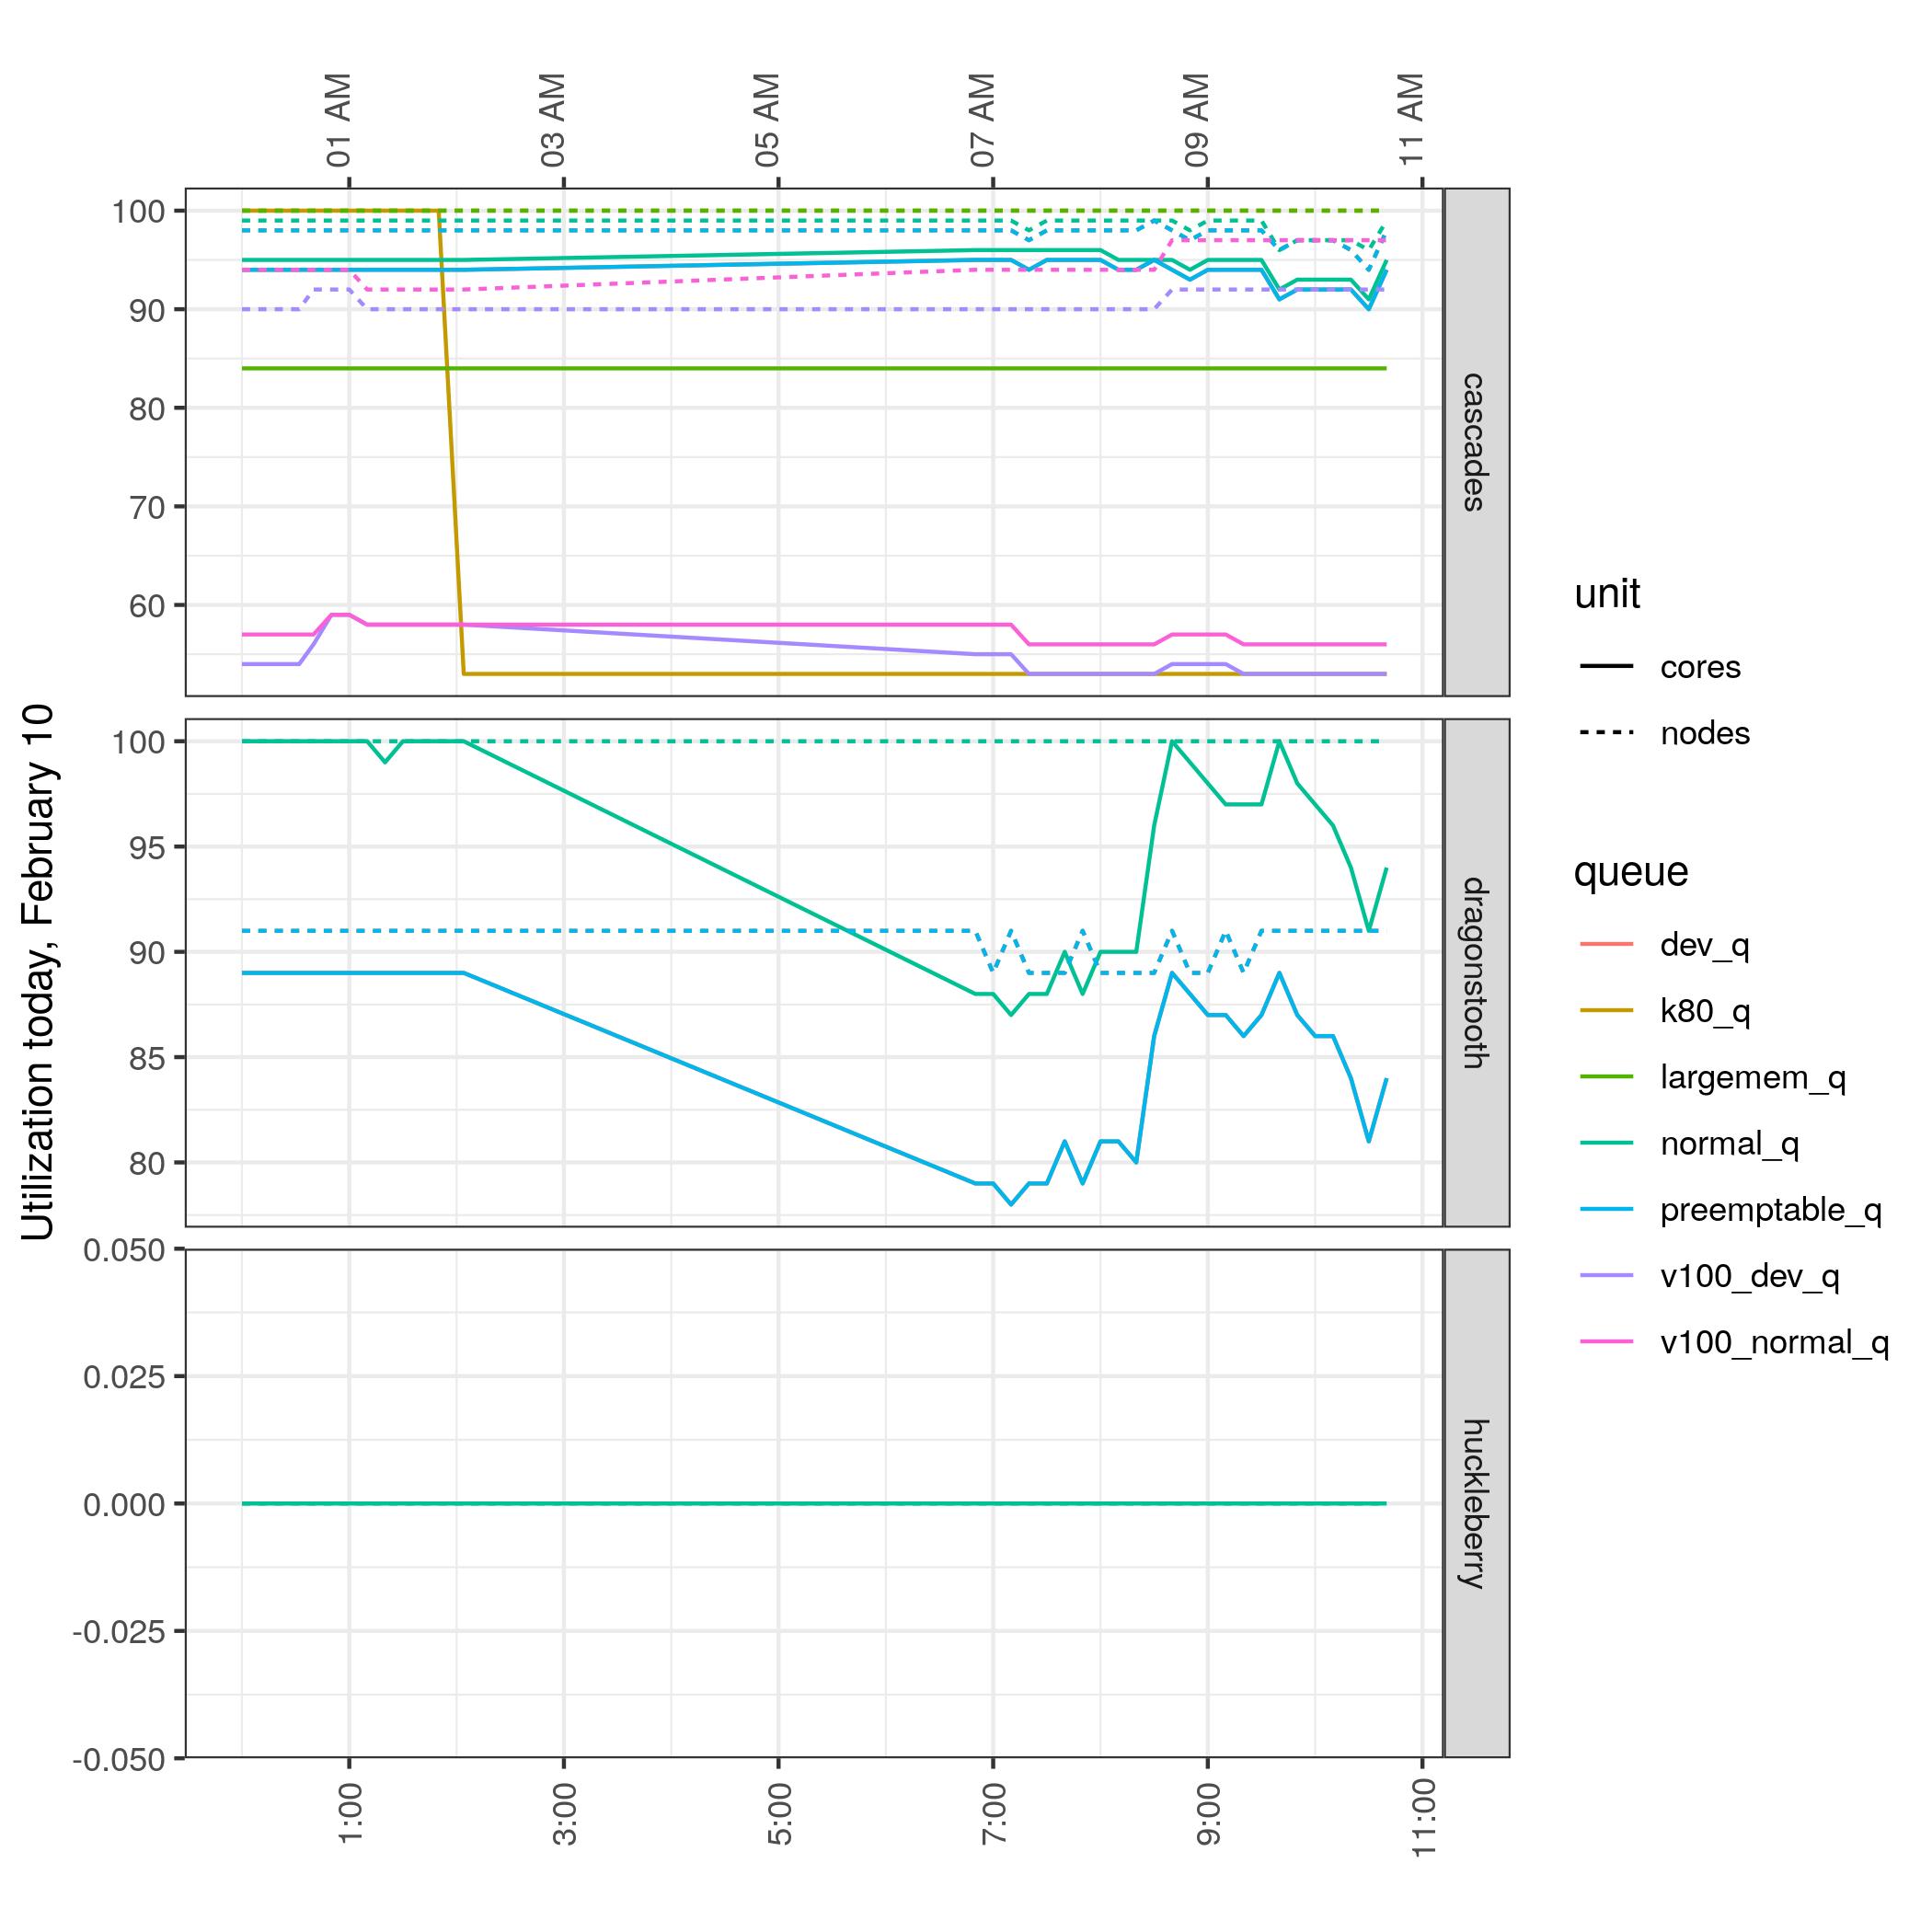 01 AM
03 AM
05 AM
07 AM
09 AM
11 AM
Utilization today, February 10
100
90
80
70
60
cascades
100
95
90
85
80
dragonstooth
0.050
0.025
0.000
-0.025
-0.050
huckleberry
1:00
3:00
5:00
7:00
9:00
11:00
unit
cores
nodes
queue
dev_q
k80_q
largemem_q
normal_q
preemptable_q
v100_dev_q
v100_normal_q